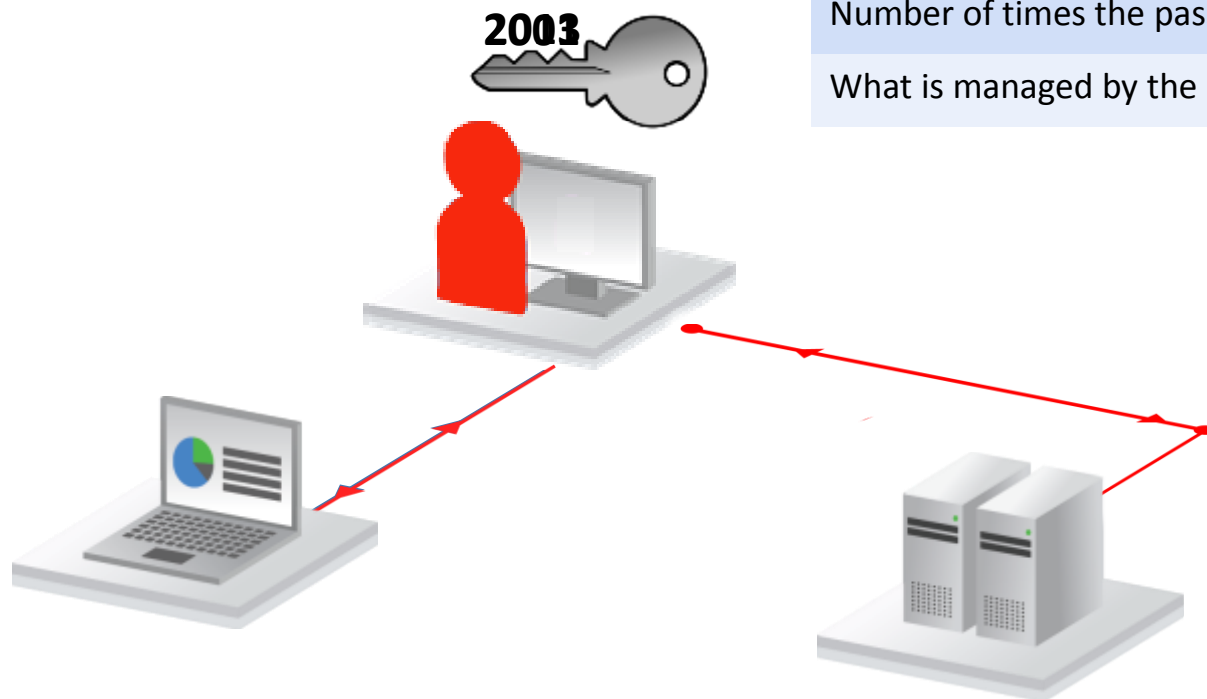 Number of times the pas
What is managed by the